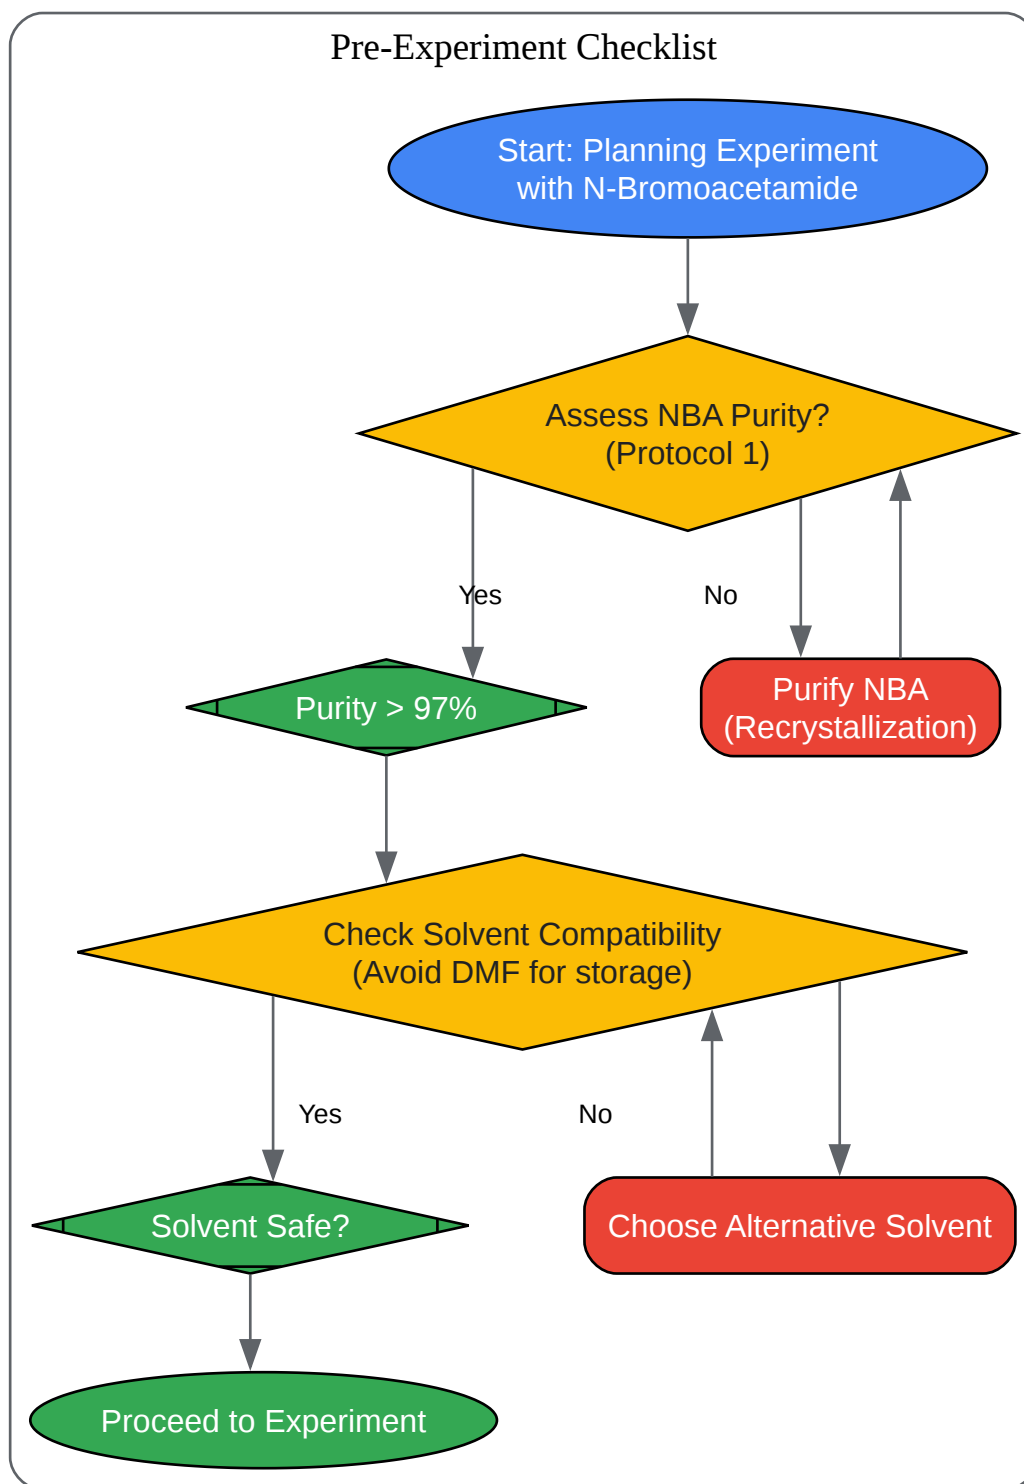 Pre-Experiment Checklist
Start: Planning Experiment
with N-Bromoacetamide
Assess NBA Purity?
(Protocol 1)
Yes
No
Purity > 97%
Purify NBA
(Recrystallization)
Check Solvent Compatibility
(Avoid DMF for storage)
Yes
No
Solvent Safe?
Choose Alternative Solvent
Proceed to Experiment